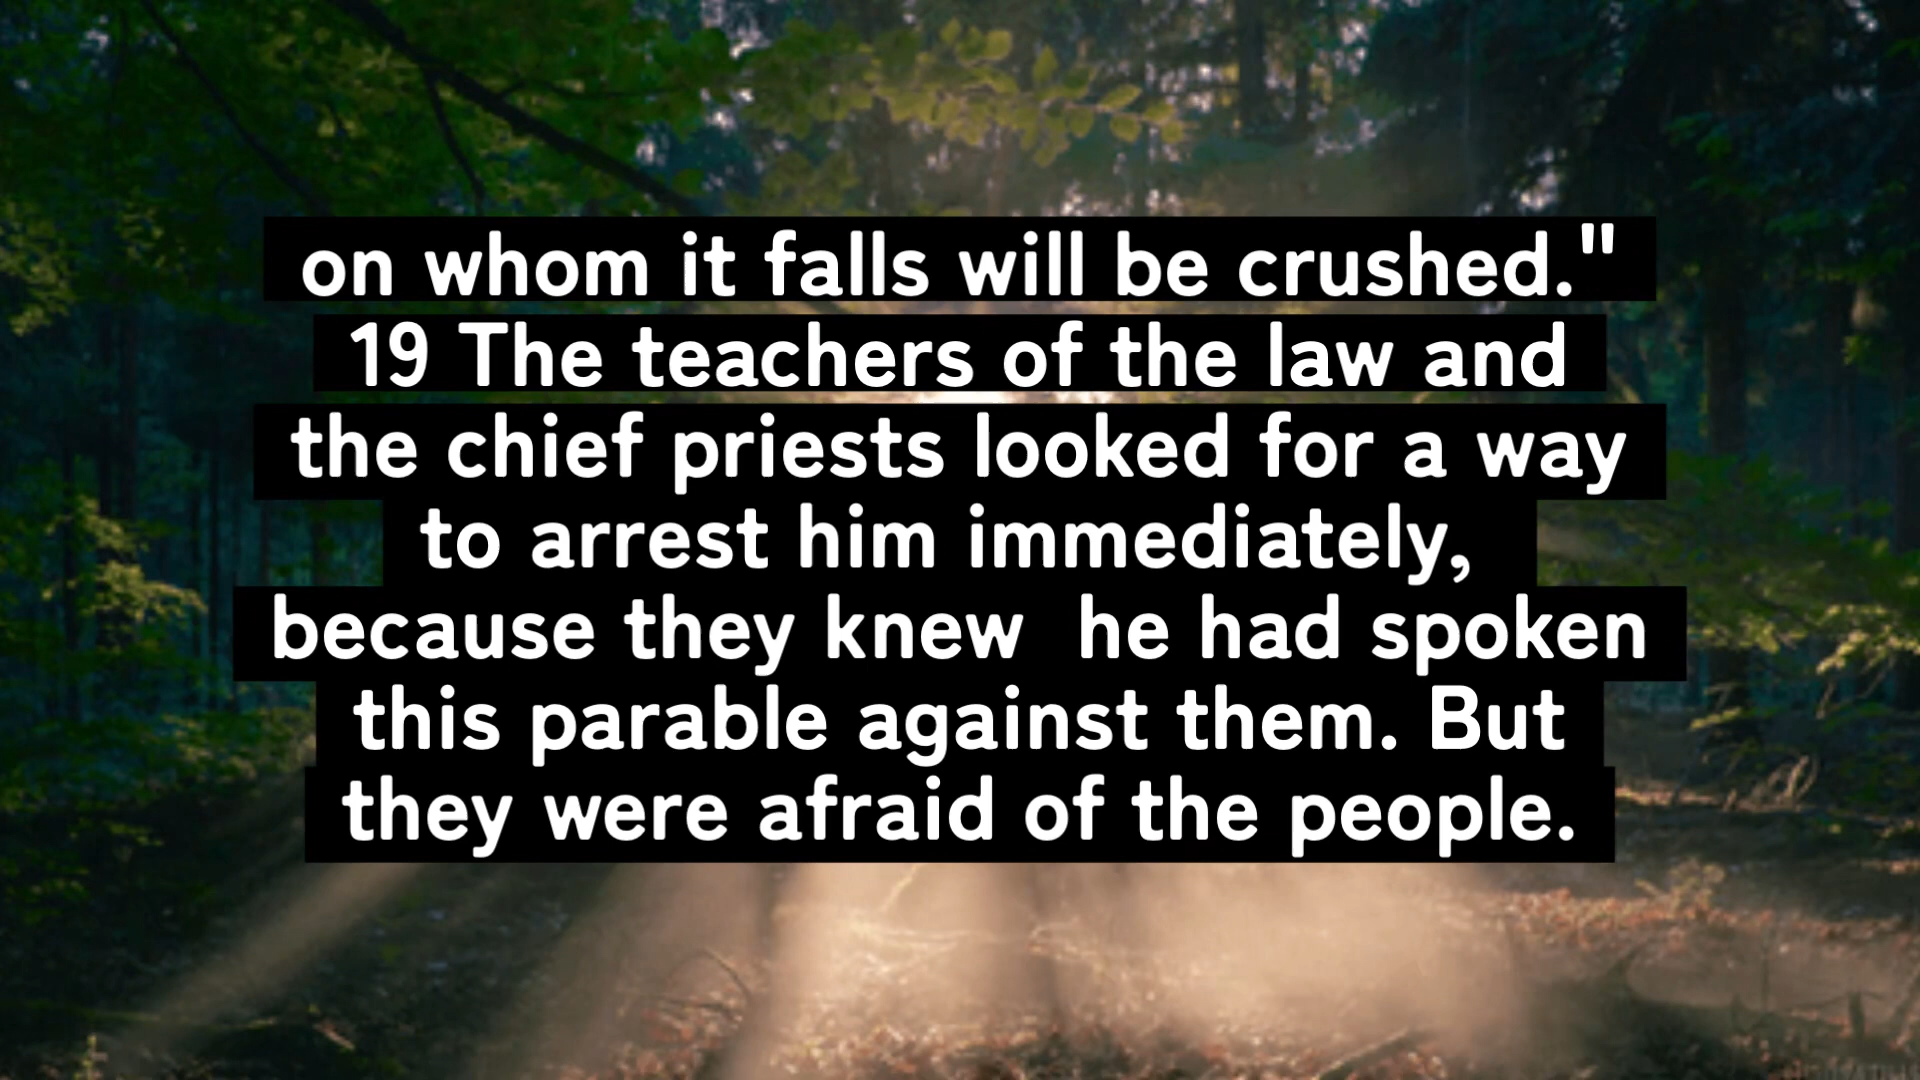 on whom it falls will be crushed."
19 The teachers of the law and
the chief priests looked for a way
to arrest him immediately,
because they knew  he had spoken
this parable against them. But
they were afraid of the people.